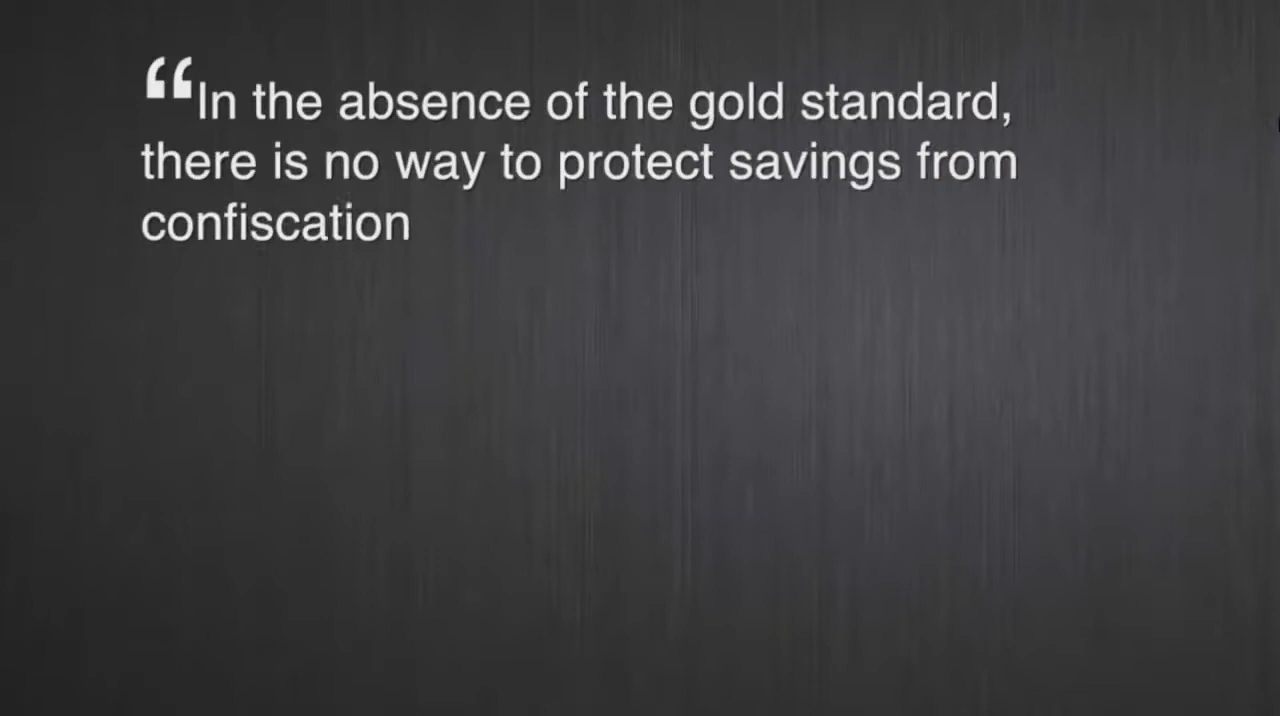 “In the absence of the gold standard,
there is no way to protect savings from
confiscation